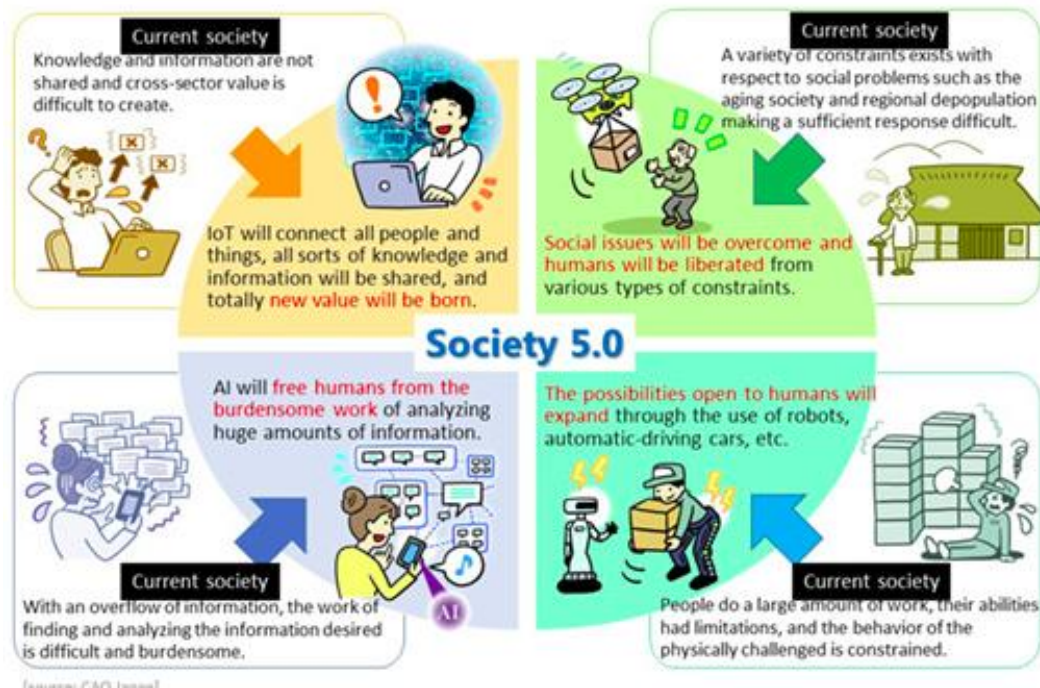 Current society
Knowledge and information are not
shared and cross-sector value is
difficult to create.
IoT will connect all people and
things, all sorts of knowledge and
information will be shared, and
totally new value will be born.
Current society
A variety of constraints exists with
respect to social problems such as the
aging society and regional depopulation
making a sufficient response difficult.
Social issues will be overcome and
humans will be liberated from
various types of constraints.
Society 5.0
AI will free humans from the
burdensome work of analyzing
huge amounts of information.
AI
Current society
With an overflow of information, the work of
finding and analyzing the information desired
is difficult and burdensome.
The possibilities open to humans will
expand through the use of robots,
automatic-driving cars, etc.
Current society
People do a large amount of work, their abilities
had limitations, and the behavior of the
physically challenged is constrained.